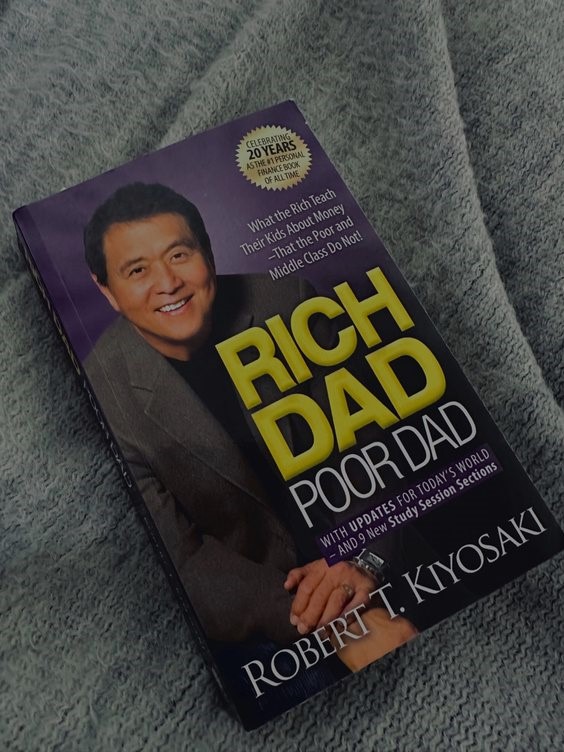 CELEBRATING
20 YEARS
AS THE #1 PERSONAL
FINANCE BOOK
OF ALL TIME
What the Rich Teach
Their Kids About Money
–That the Poor and
Middle Class Do Not!
RICH
DAD
POOR DAD
WITH UPDATES FOR TODAY'S WORLD
– AND 9 New Study Session Sections
ROBERT T. KIYOSAKI